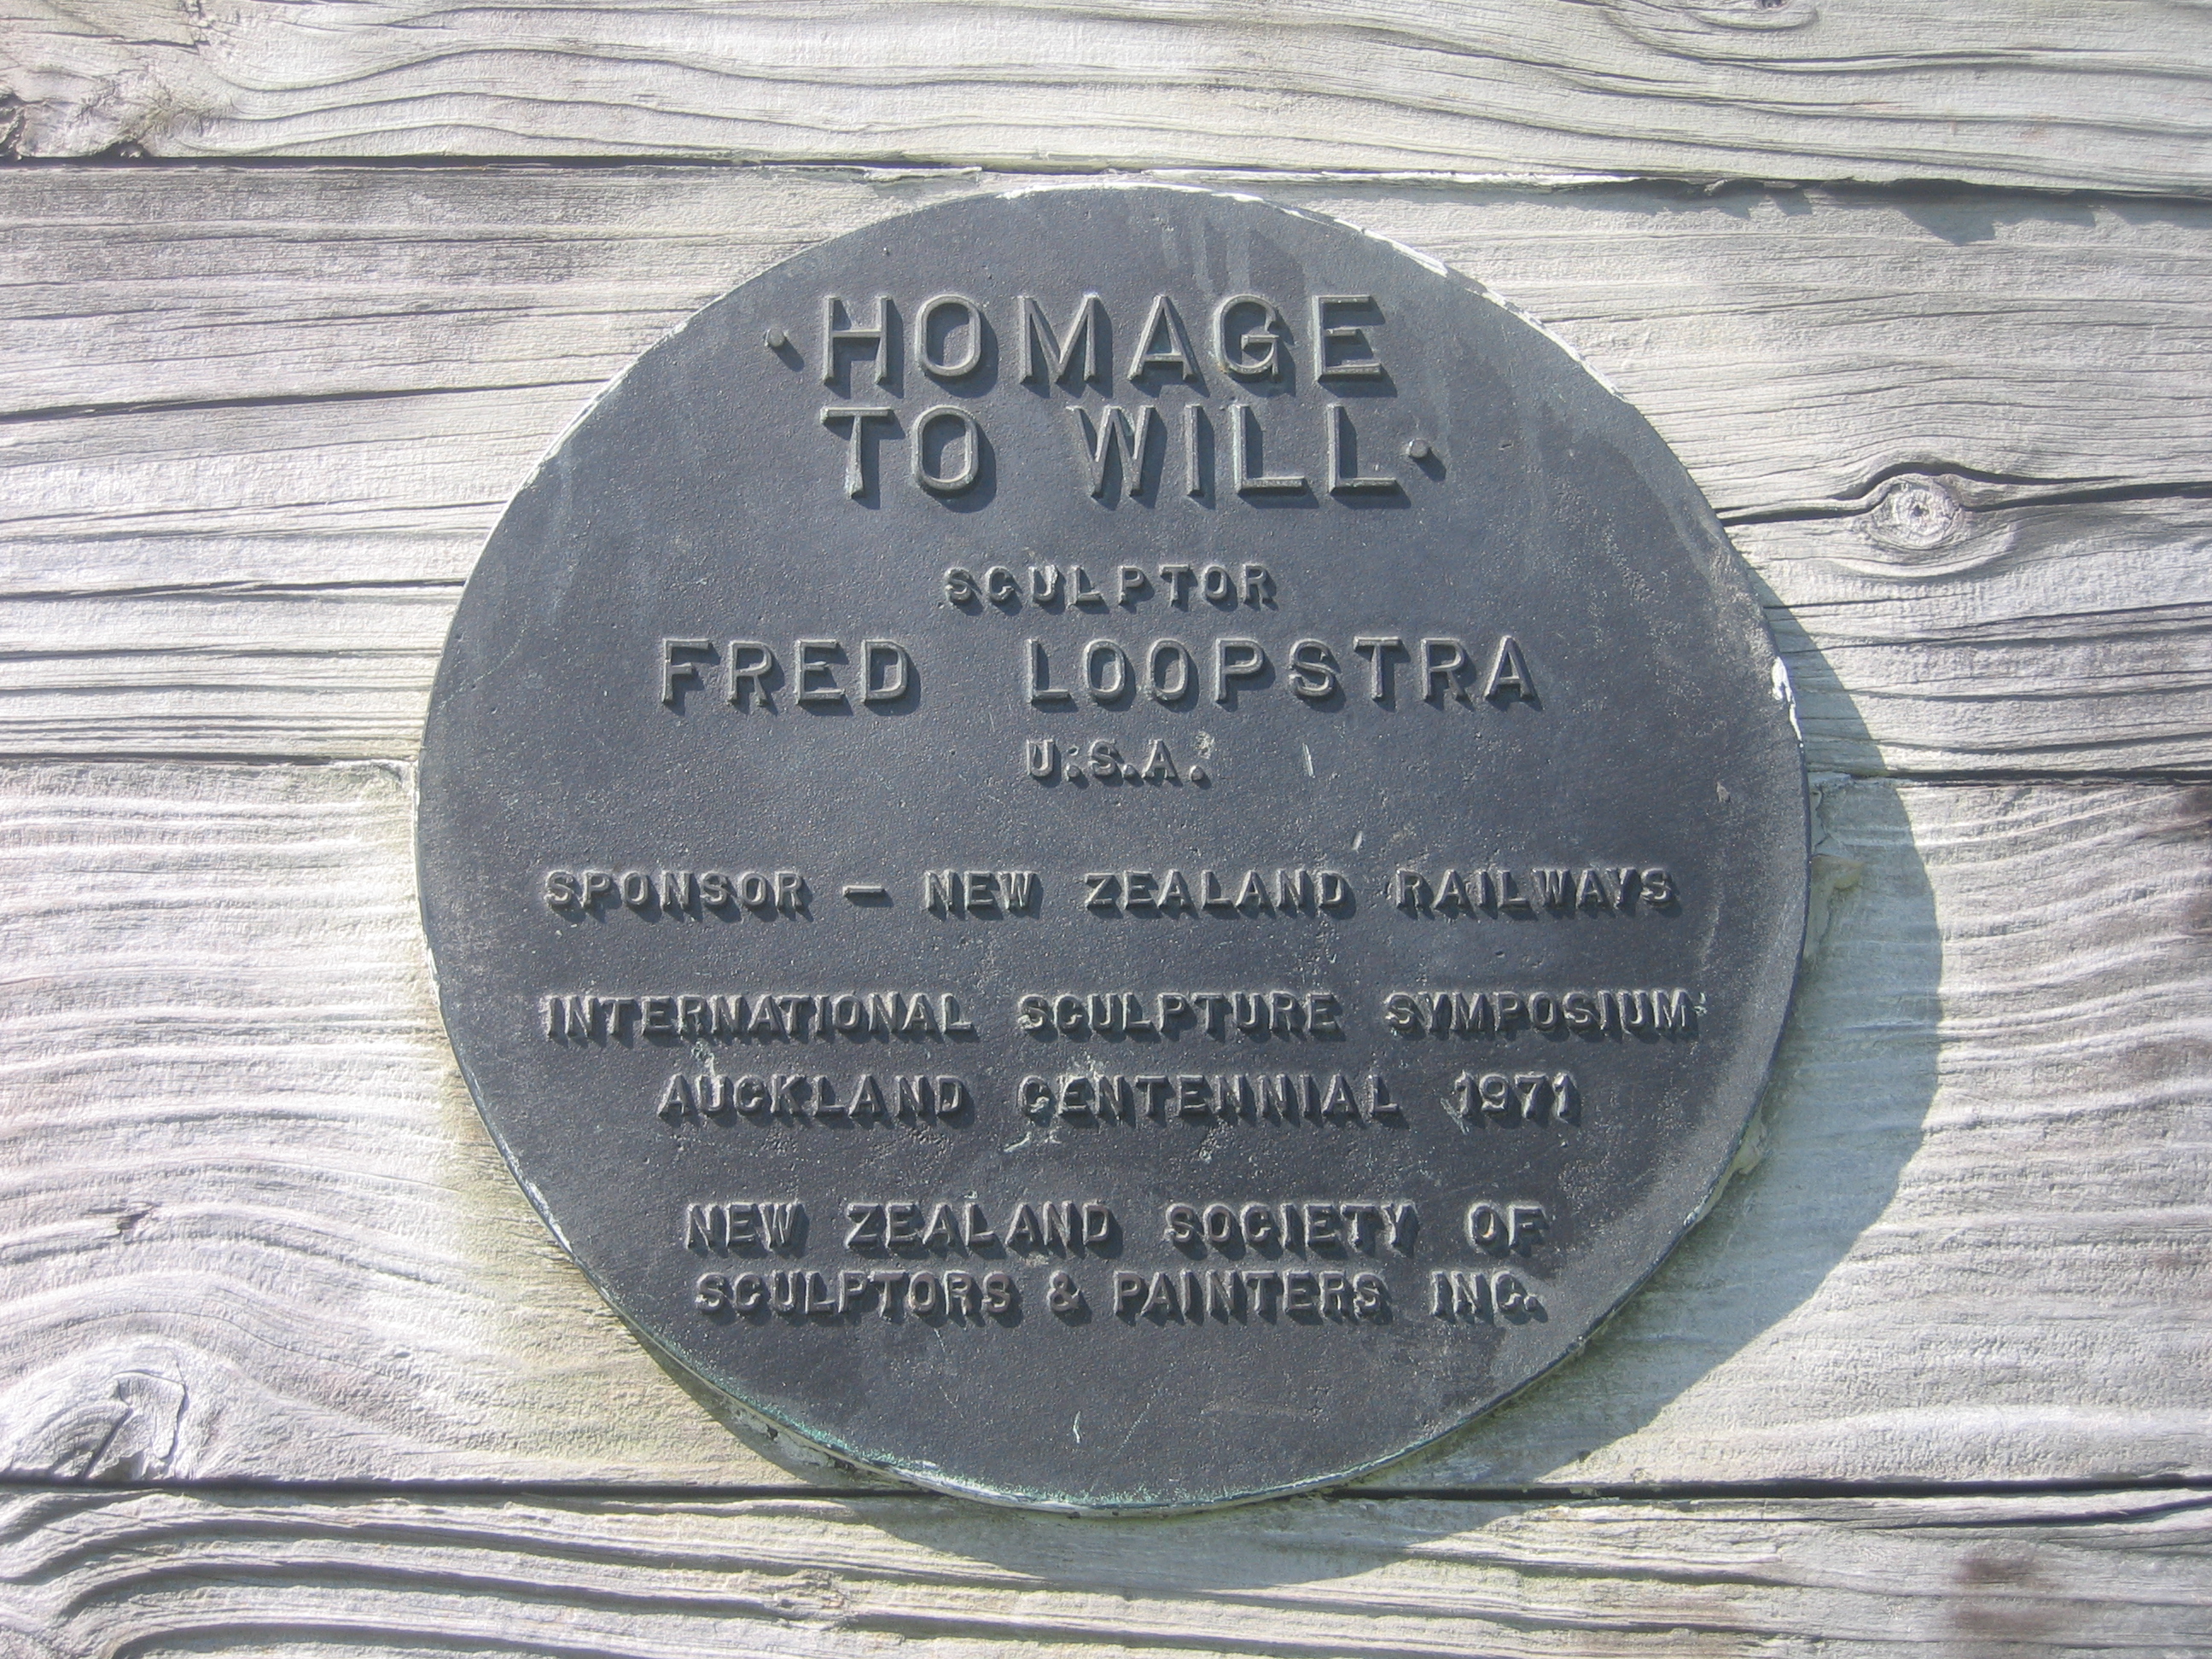 ·HOMAGE
TO WILL·
SCULPTOR
FRED LOOPSTRA
U.S.A.
SPONSOR — NEW ZEALAND RAILWAYS
INTERNATIONAL SCULPTURE SYMPOSIUM
AUCKLAND CENTENNIAL 1971
NEW ZEALAND SOCIETY OF
SCULPTORS & PAINTERS INC.